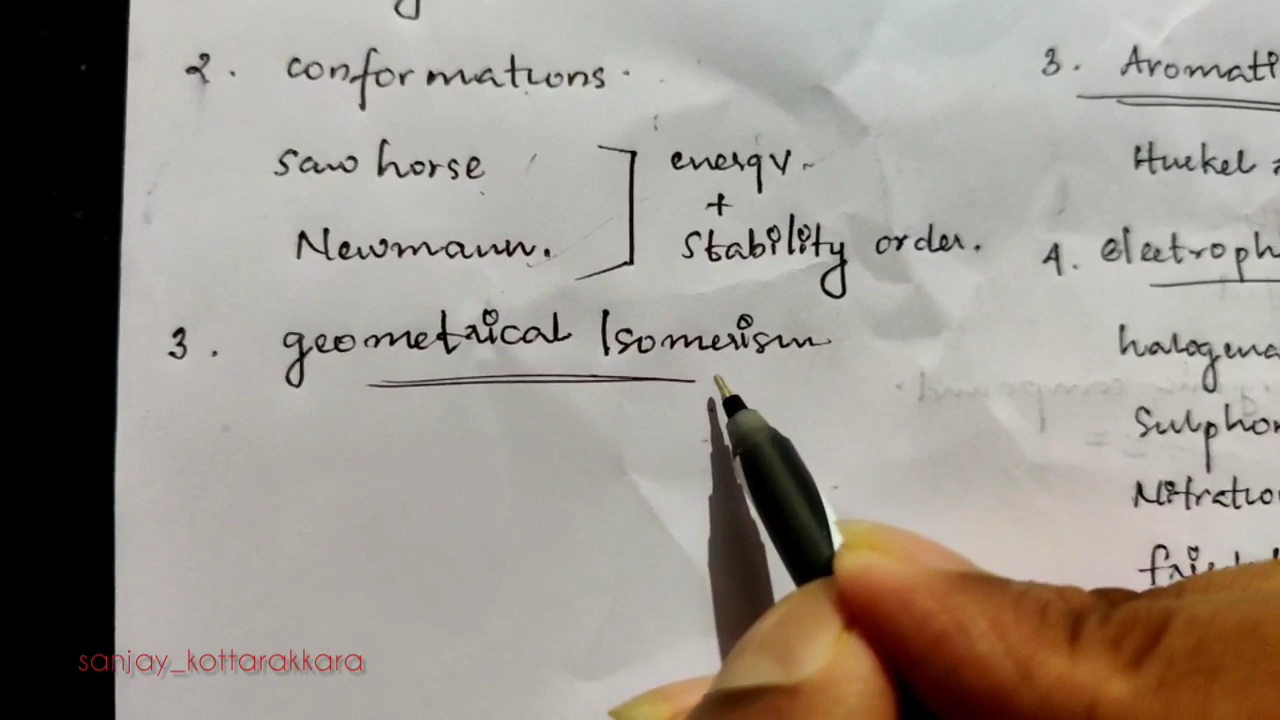 2. conformations.
saw horse
Newmann.
energy.
+
Stability order.
3. geometrical Isomerism
3. Aromati
Huckel
4. electroph
halogena
Sulphon
Nitratio
sanjay_kottarakkara